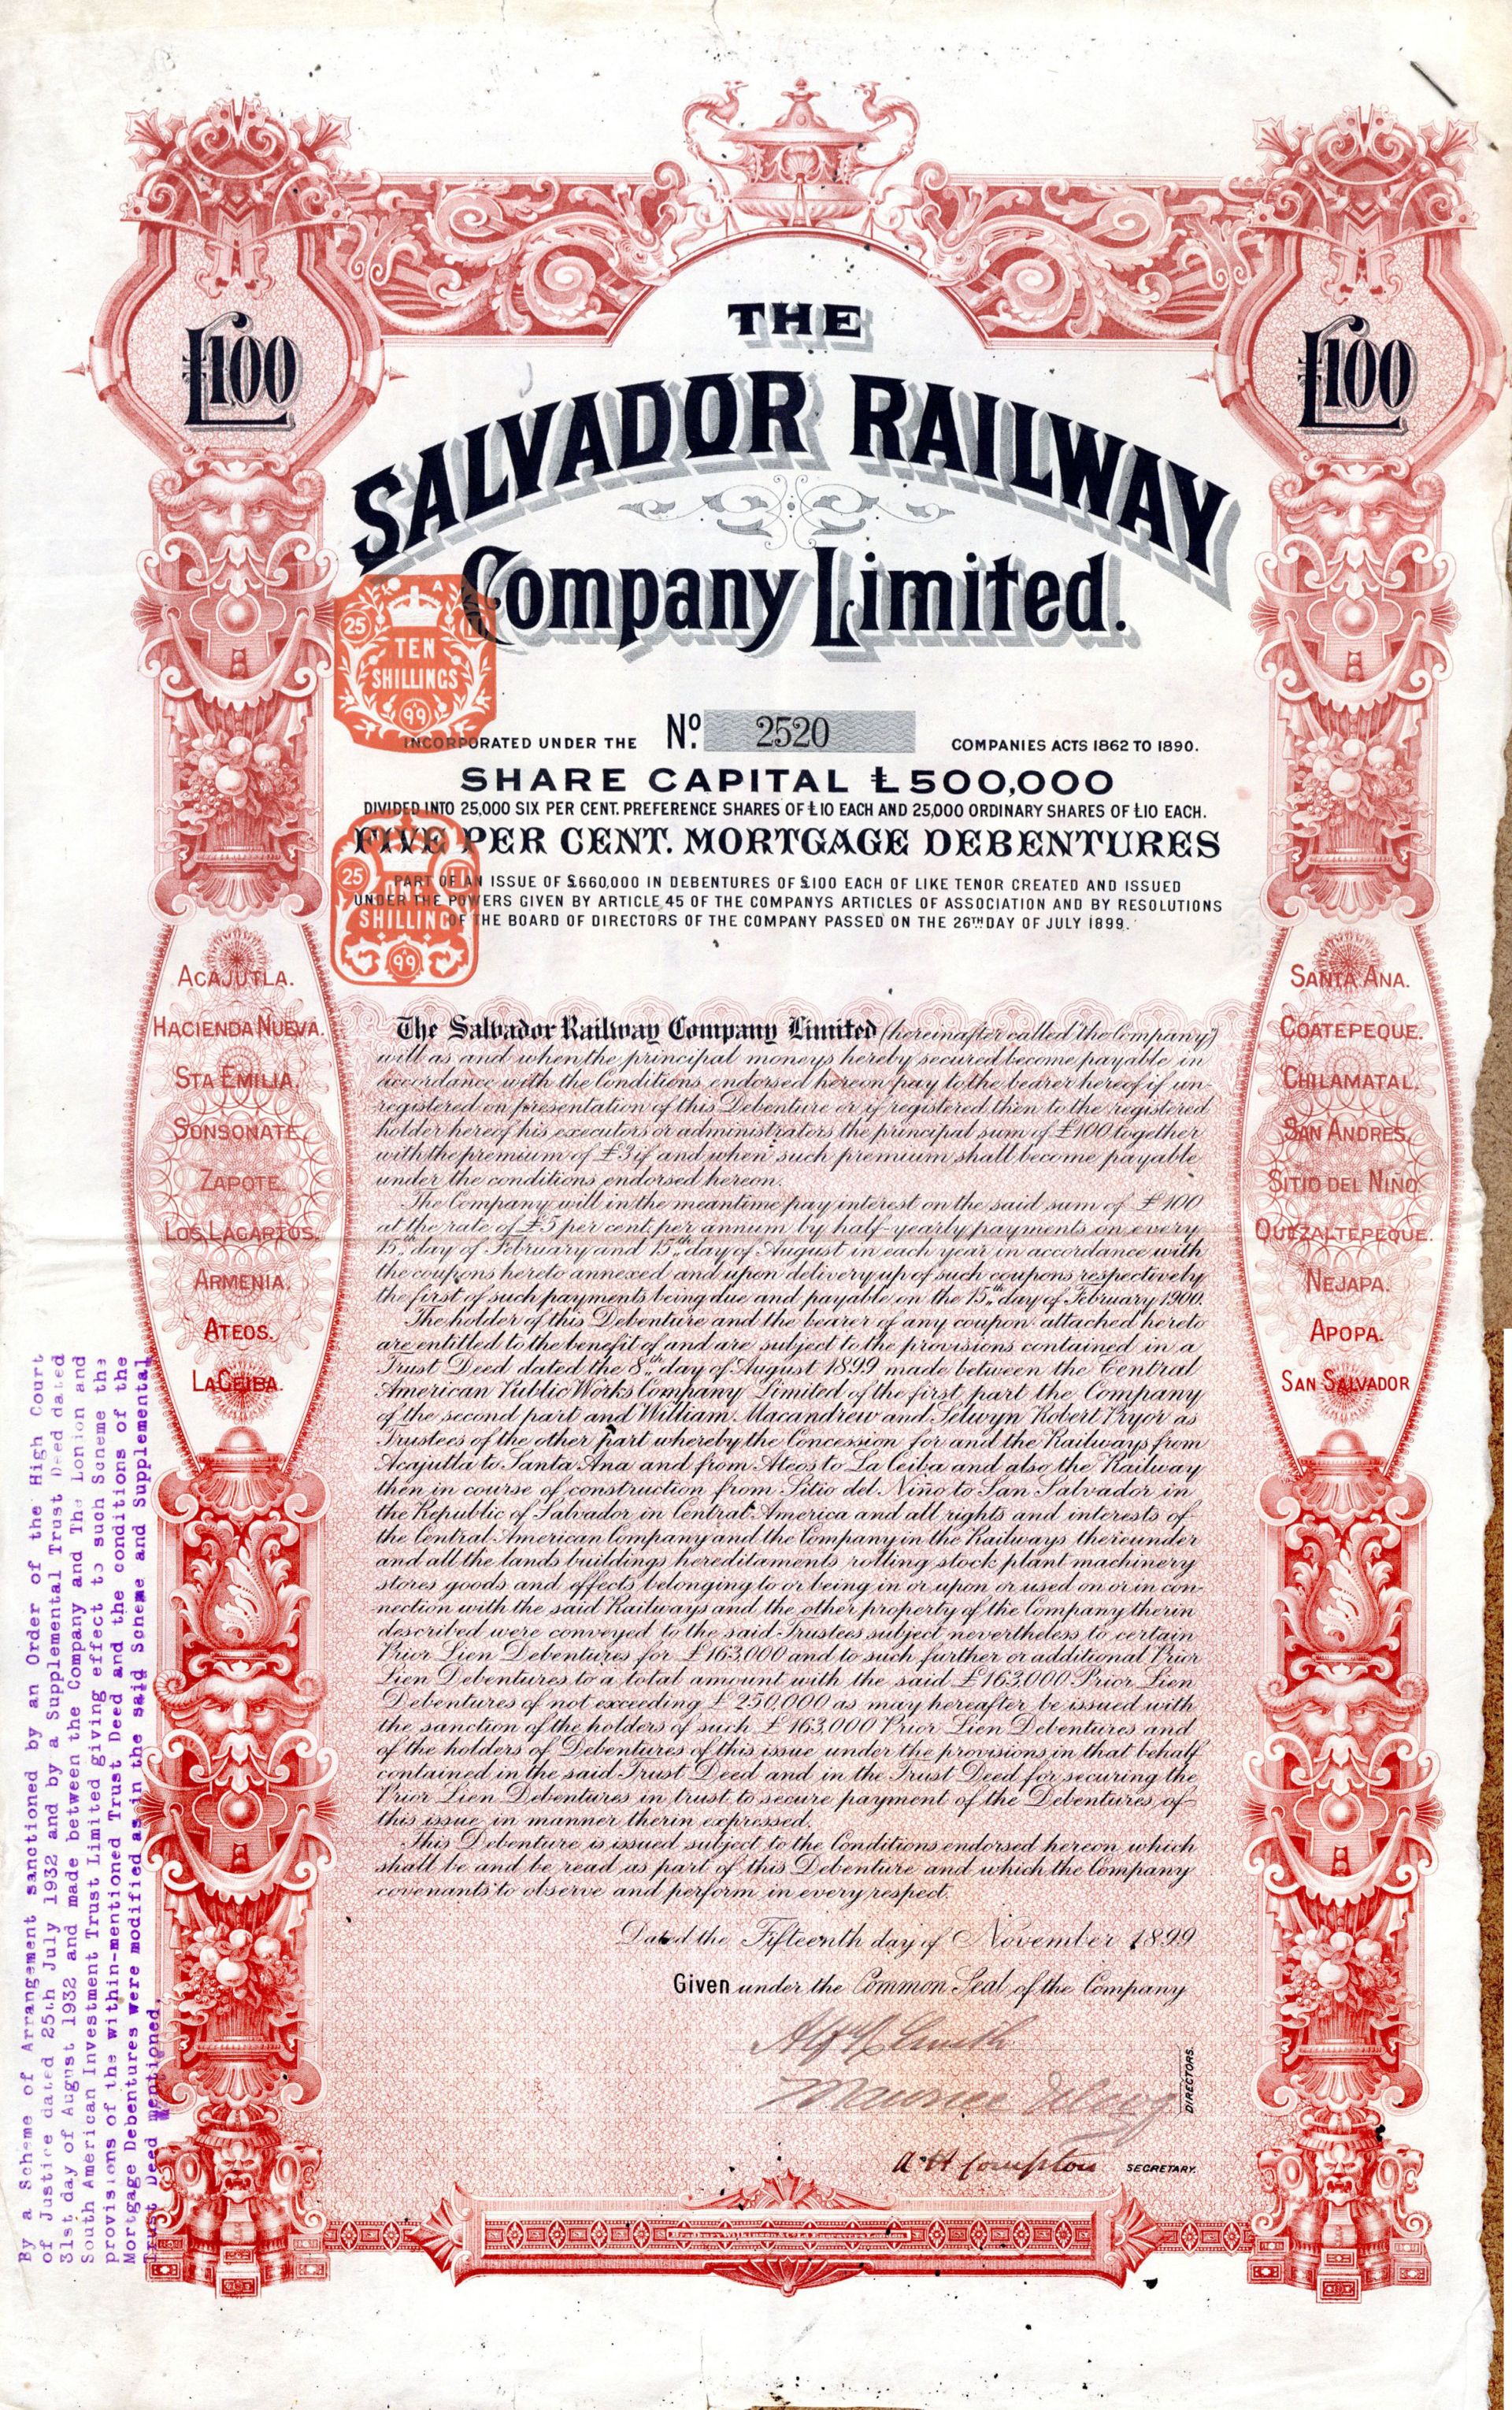 £100
£100
THE
SALVADOR RAILWAY
Company Limited.
TEN
SHILLINGS
25
99
INCORPORATED UNDER THE No. 2520 COMPANIES ACTS 1862 TO 1890.
SHARE CAPITAL £500,000
DIVIDED INTO 25,000 SIX PER CENT. PREFERENCE SHARES OF £10 EACH AND 25,000 ORDINARY SHARES OF £10 EACH.
FIVE PER CENT. MORTGAGE DEBENTURES
PART OF AN ISSUE OF £660,000 IN DEBENTURES OF £100 EACH OF LIKE TENOR CREATED AND ISSUED
UNDER THE POWERS GIVEN BY ARTICLE 45 OF THE COMPANYS ARTICLES OF ASSOCIATION AND BY RESOLUTIONS
OF THE BOARD OF DIRECTORS OF THE COMPANY PASSED ON THE 26TH DAY OF JULY 1899.
25
SHILLING
99
ACAJUTLA.
HACIENDA NUEVA.
STA EMILIA.
SONSONATE.
ZAPOTE.
LOS LAGARTOS.
ARMENIA.
ATEOS.
LA CEIBA.
SANTA ANA.
COATEPEQUE.
CHILAMATAL.
SAN ANDRES.
SITIO DEL NIÑO
QUEZALTEPEQUE.
NEJAPA.
APOPA.
SAN SALVADOR
The Salvador Railway Company Limited (hereinafter called "the Company")
will as and when the principal moneys hereby secured become payable in
accordance with the Conditions endorsed hereon pay to the bearer hereof if un-
registered on presentation of this Debenture or if registered then to the registered
holder hereof his executors or administrators the principal sum of £100 together
with the premium of £3 if and when such premium shall become payable
under the conditions endorsed hereon.
The Company will in the meantime pay interest on the said sum of £100
at the rate of £5 per cent per annum by half-yearly payments on every
15th day of February and 15th day of August in each year in accordance with
the coupons hereto annexed and upon delivery up of such coupons respectively
the first of such payments being due and payable on the 15th day of February 1900.
The holder of this Debenture and the bearer of any coupon attached hereto
are entitled to the benefit of and are subject to the provisions contained in a
Trust Deed dated the 8th day of August 1899 made between the Central
American Public Works Company Limited of the first part the Company
of the second part and William Macandrew and Selwyn Robert Pryor as
Trustees of the other part whereby the Concession for and the Railways from
Acajutla to Santa Ana and from Ateos to La Ceiba and also the Railway
then in course of construction from Sitio del Niño to San Salvador in
the Republic of Salvador in Central America and all rights and interests of
the Central American Company and the Company in the Railways thereunder
and all the lands buildings hereditaments rolling stock plant machinery
stores goods and effects belonging to or being in or upon or used on or in con-
nection with the said Railways and the other property of the Company therin
described were conveyed to the said Trustees subject nevertheless to certain
Prior Lien Debentures for £163,000 and to such further or additional Prior
Lien Debentures to a total amount with the said £163,000 Prior Lien
Debentures of not exceeding £250,000 as may hereafter be issued with
the sanction of the holders of such £163,000 Prior Lien Debentures and
of the holders of Debentures of this issue under the provisions in that behalf
contained in the said Trust Deed and in the Trust Deed for securing the
Prior Lien Debentures in trust to secure payment of the Debentures of
this issue in manner therin expressed.
This Debenture is issued subject to the Conditions endorsed hereon which
shall be and be read as part of this Debenture and which the Company
covenants to observe and perform in every respect.
Dated the Fifteenth day of November 1899
Given under the Common Seal of the Company
Smith
Maurice
DIRECTORS.
A H Compton SECRETARY.
Bradbury Wilkinson & Co Ld Engravers London
By a Scheme of Arrangement sanctioned by an Order of the High Court
of Justice dated 25th July 1932 and by a Supplemental Trust Deed dated
31st day of August 1932 and made between the Company and The London and
South American Investment Trust Limited giving effect to such Scheme the
provisions of the within-mentioned Trust Deed and the conditions of the
Mortgage Debentures were modified as in the said Scheme and Supplemental
Trust Deed mentioned.